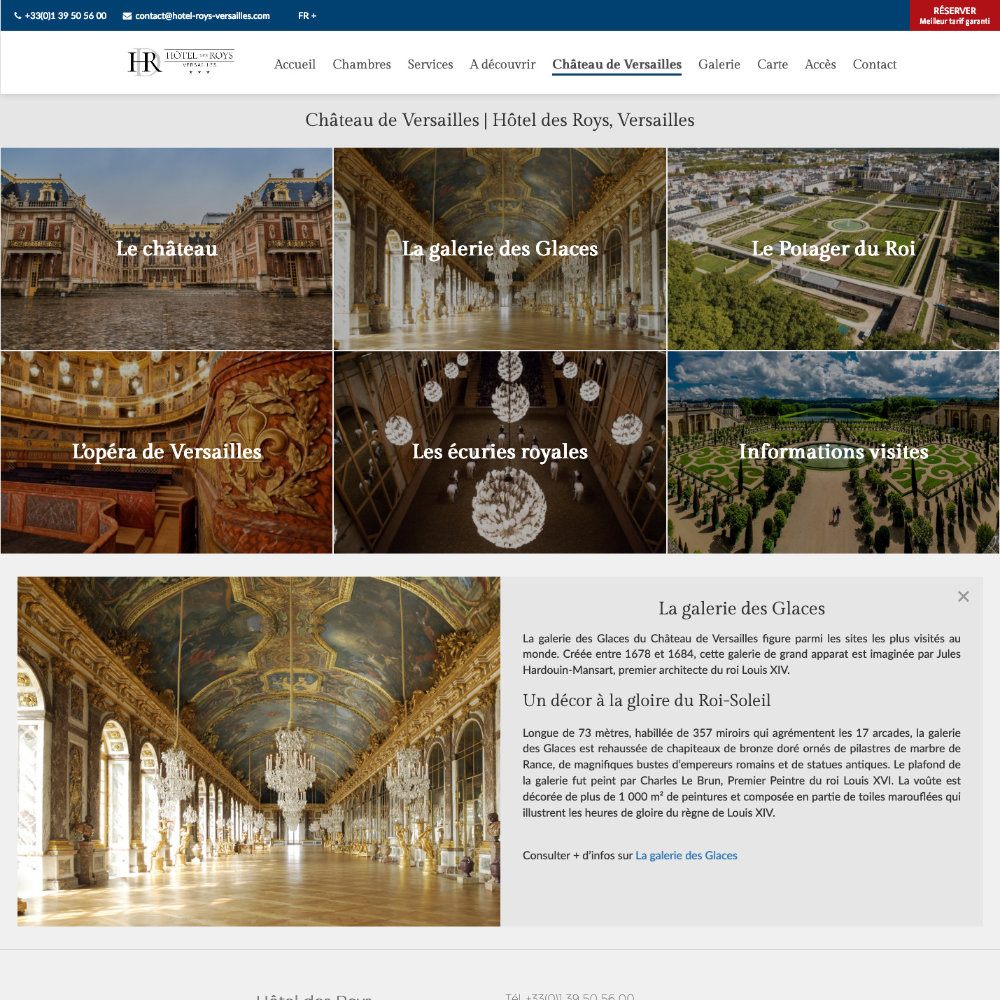 +33(0)1 39 50 56 00 contact@hotel-roys-versailles.com FR +
RÉSERVER
Meilleur tarif garanti
HR HÔTEL DES ROYS
VERSAILLES
Accueil Chambres Services A découvrir Château de Versailles Galerie Carte Accès Contact
Château de Versailles | Hôtel des Roys, Versailles
Le château
La galerie des Glaces
Le Potager du Roi
L'opéra de Versailles
Les écuries rôyales
Informations visites
La galerie des Glaces
La galerie des Glaces du Château de Versailles figure parmi les sites les plus visités au
monde. Créée entre 1678 et 1684, cette galerie de grand apparat est imaginée par Jules
Hardouin-Mansart, premier architecte du roi Louis XIV.
Un décor à la gloire du Roi-Soleil
Longue de 73 mètres, habillée de 357 miroirs qui agrémentent les 17 arcades, la galerie
des Glaces est rehaussée de chapiteaux de bronze doré ornés de pilastres de marbre de
Rance, de magnifiques bustes d'empereurs romains et de statues antiques. Le plafond de
la galerie fut peint par Charles Le Brun, Premier Peintre du roi Louis XVI. La voûte est
décorée de plus de 1 000 m² de peintures et composée en partie de toiles marouflées qui
illustrent les heures de gloire du règne de Louis XIV.
Consulter + d'infos sur La galerie des Glaces
Hôtel des Roys
Tél +33(0)1 39 50 56 00